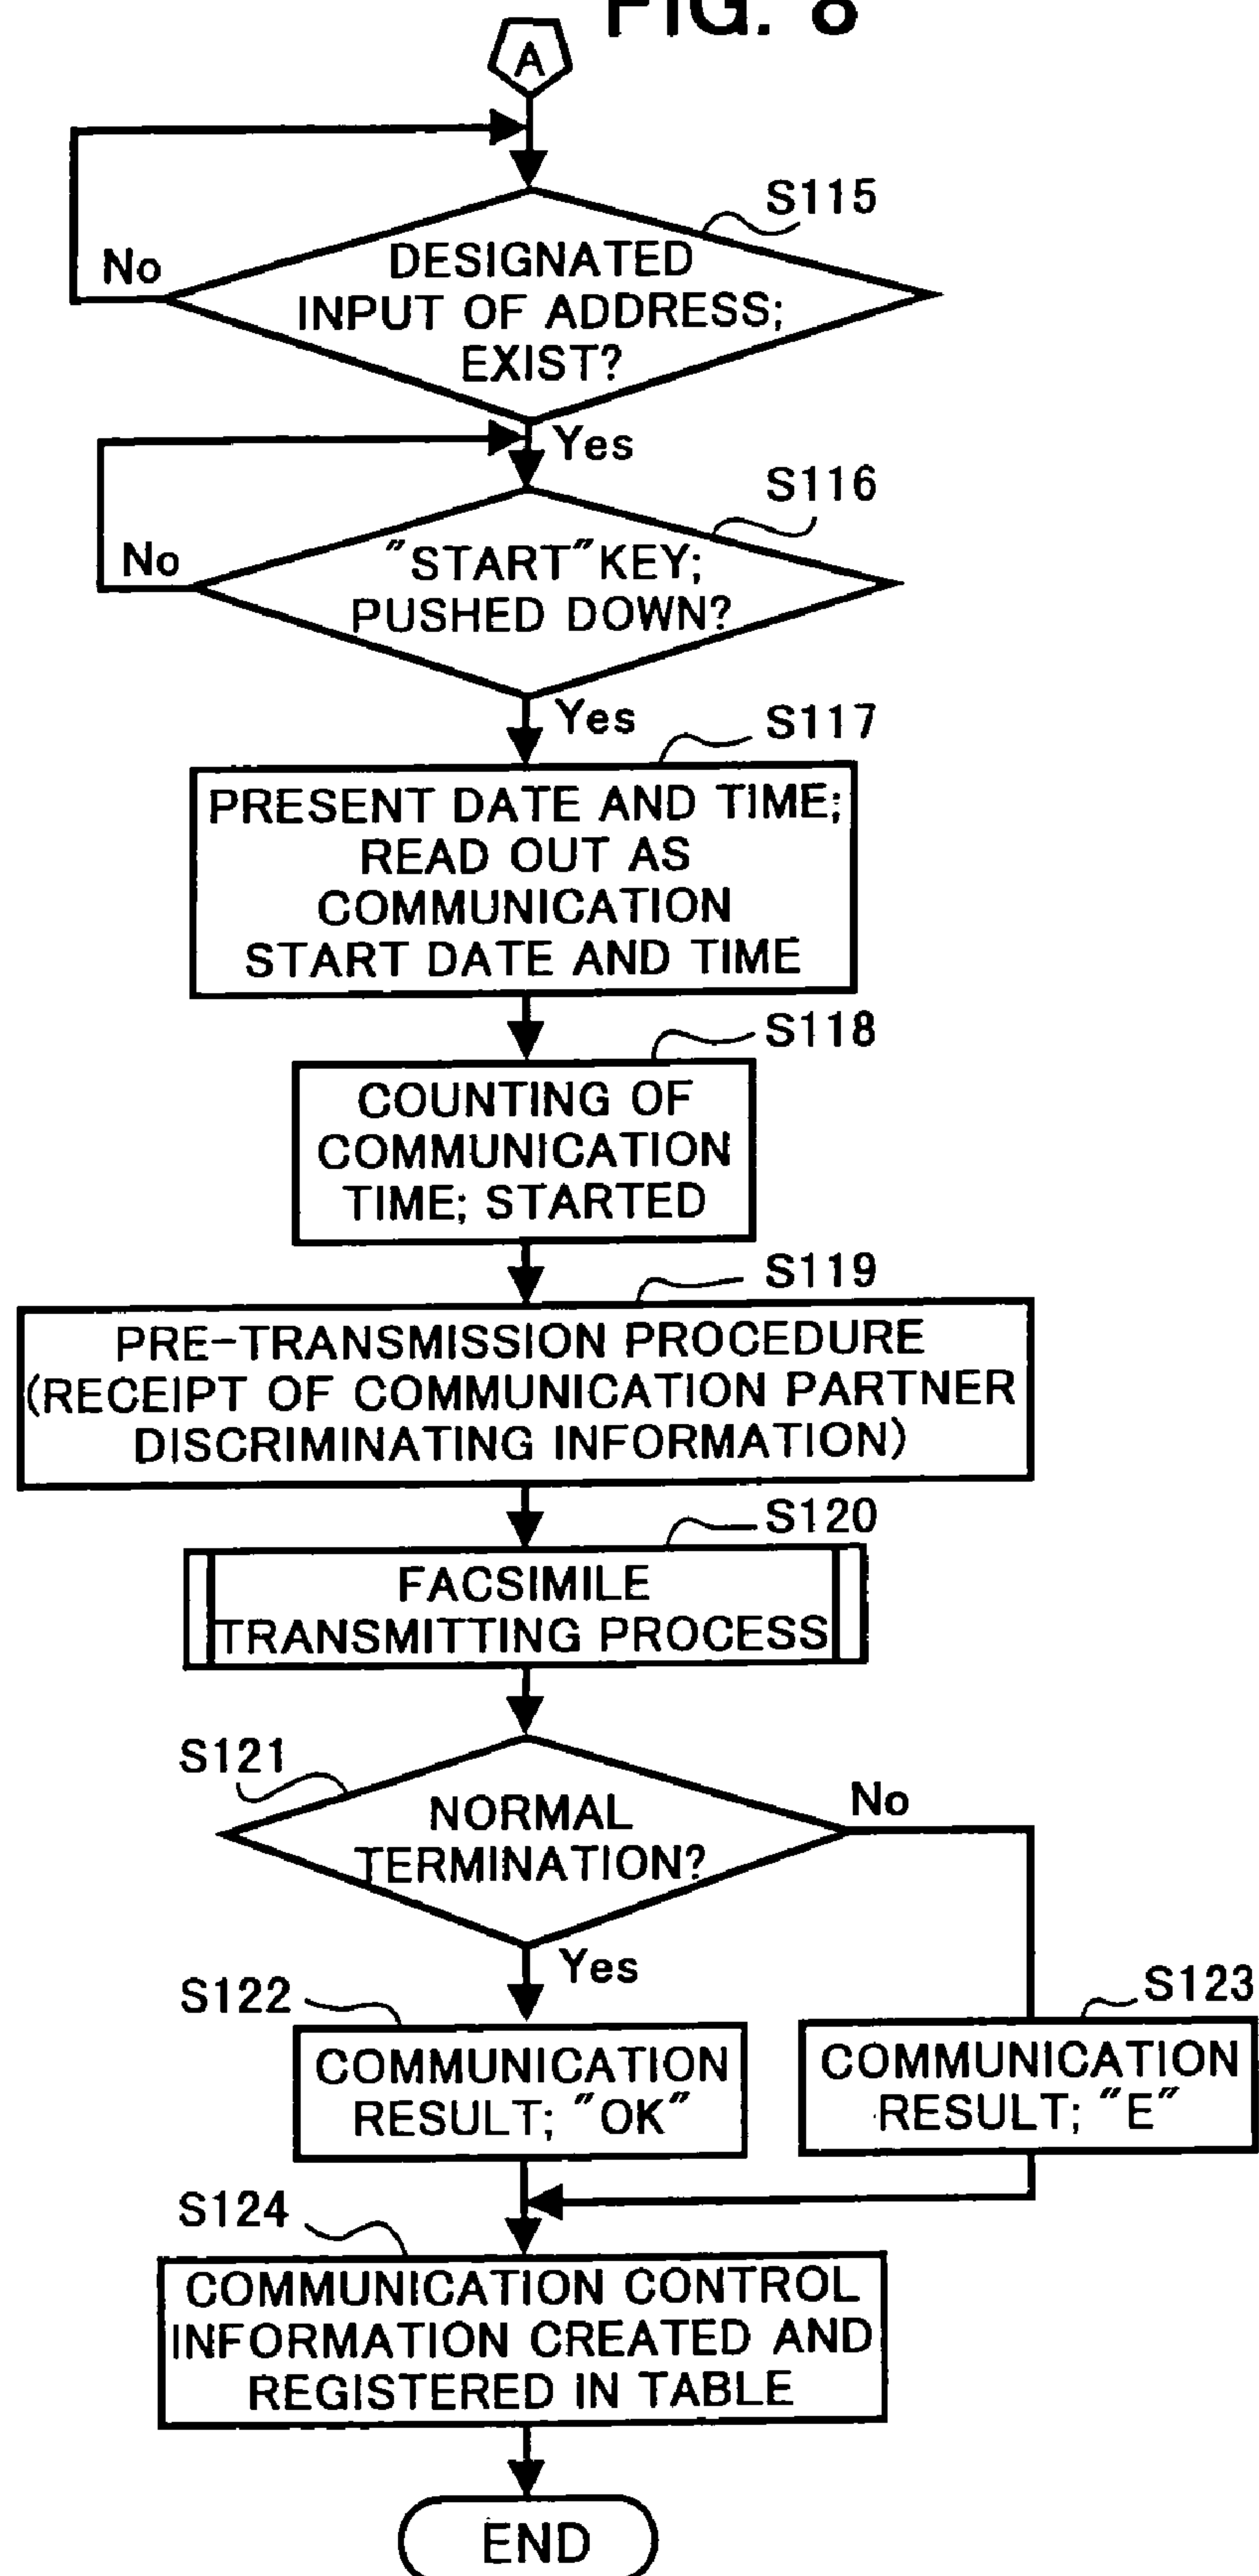 FIG. 8
A
S115
DESIGNATED
INPUT OF ADDRESS;
EXIST?
No
Yes
S116
"START"KEY;
PUSHED DOWN?
No
Yes
S117
PRESENT DATE AND TIME;
READ OUT AS
COMMUNICATION
START DATE AND TIME
S118
COUNTING OF
COMMUNICATION
TIME; STARTED
S119
PRE-TRANSMISSION PROCEDURE
(RECEIPT OF COMMUNICATION PARTNER
DISCRIMINATING INFORMATION)
S120
FACSIMILE
TRANSMITTING PROCESS
S121
NORMAL
TERMINATION?
No
Yes
S122
COMMUNICATION
RESULT; "OK"
S123
COMMUNICATION
RESULT; "E"
S124
COMMUNICATION CONTROL
INFORMATION CREATED AND
REGISTERED IN TABLE
END